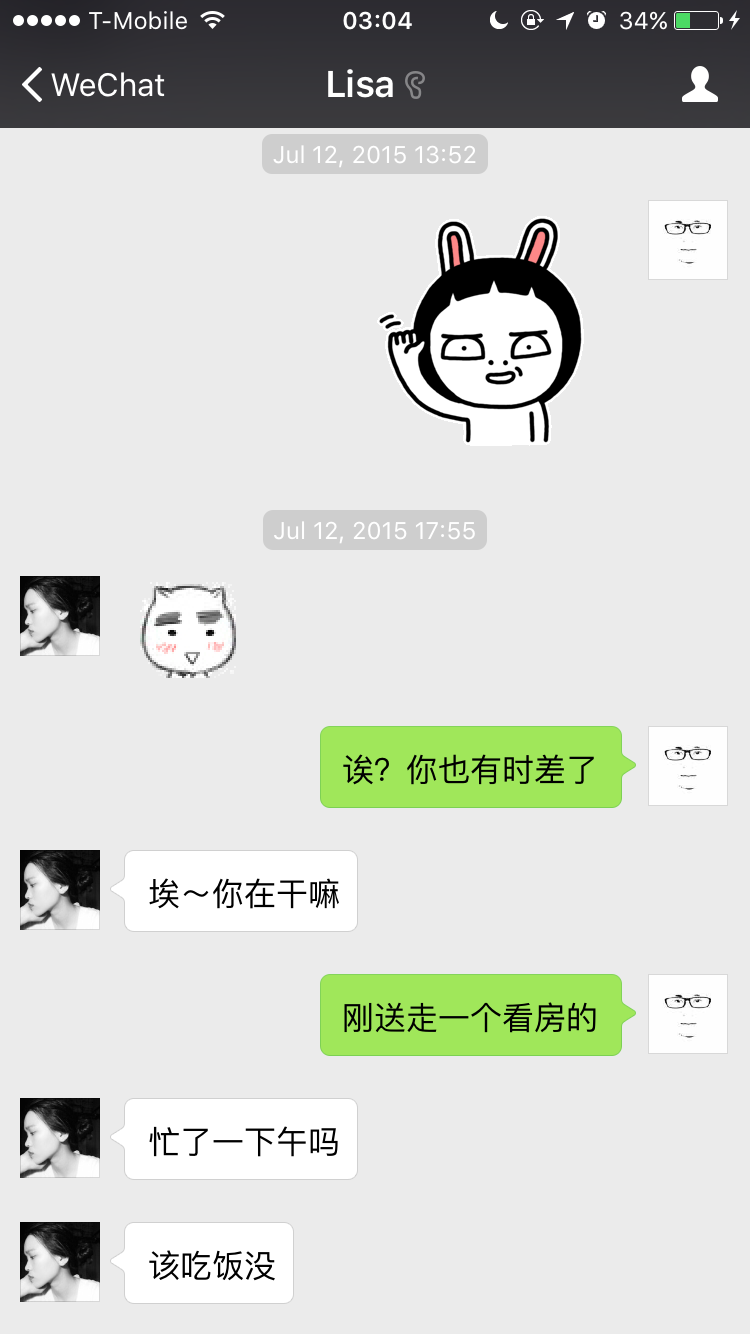 T-Mobile 03:04 34%
WeChat Lisa
Jul 12, 2015 13:52
Jul 12, 2015 17:55
诶？你也有时差了
埃～你在干嘛
刚送走一个看房的
忙了一下午吗
该吃饭没